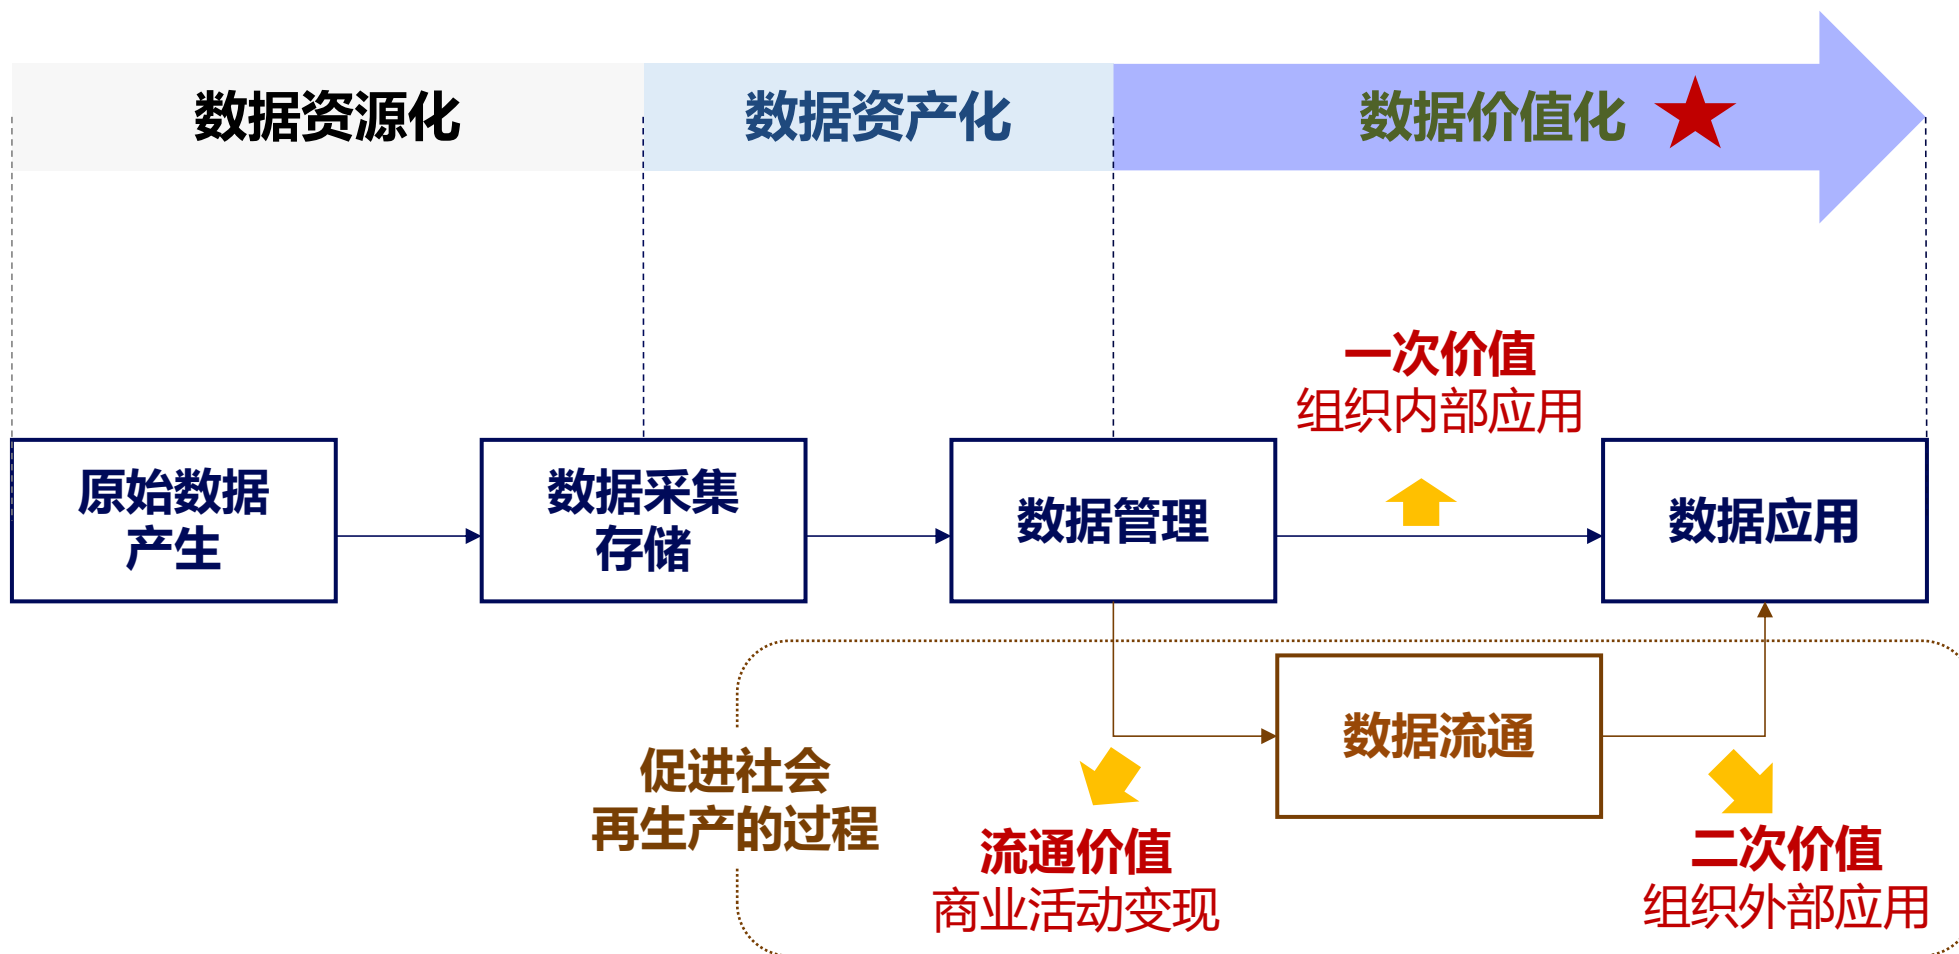 数据资源化
数据资产化
数据价值化
一次价值
组织内部应用
原始数据
产生
数据采集
存储
数据管理
数据应用
数据流通
促进社会
再生产的过程
流通价值
商业活动变现
二次价值
组织外部应用